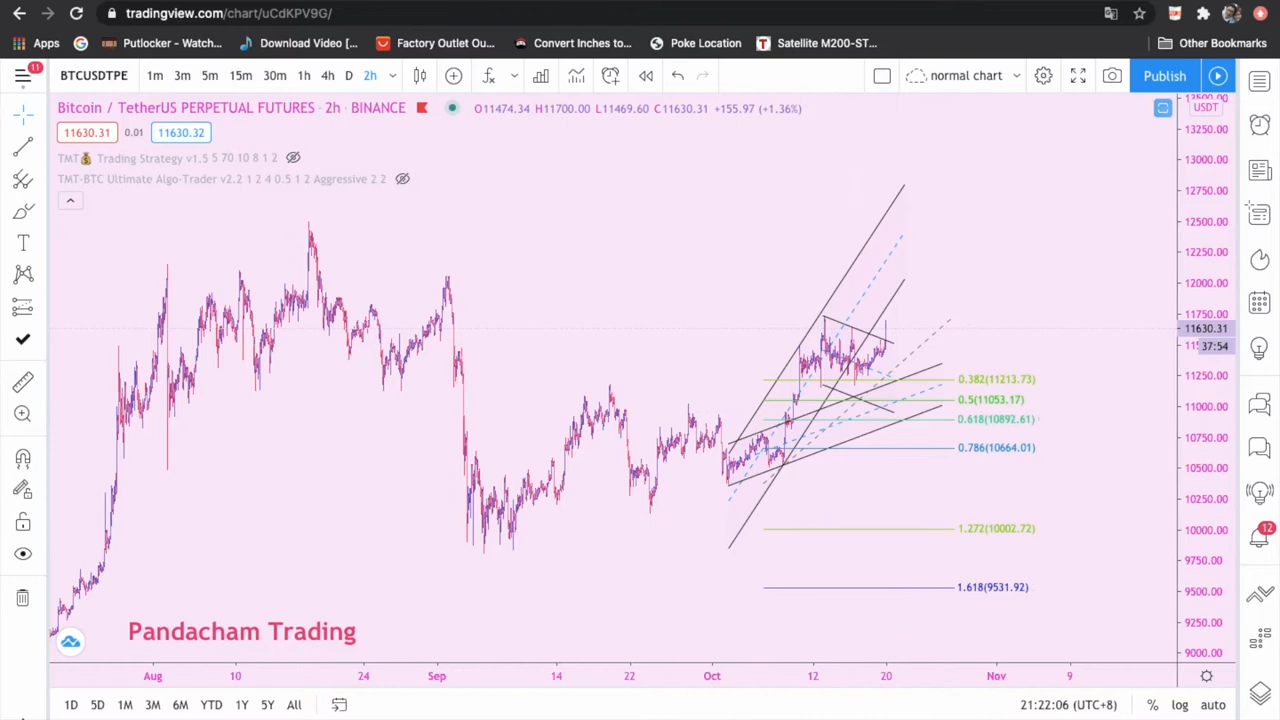 tradingview.com/chart/uCdKPV9G/
Apps Putlocker - Watch... Download Video [... Factory Outlet Ou... Convert Inches to... Poke Location Satellite M200-ST... Other Bookmarks
11 BTCUSDTPE 1m 3m 5m 15m 30m 1h 4h D 2h normal chart Publish
Bitcoin / TetherUS PERPETUAL FUTURES · 2h · BINANCE O11474.34 H11700.00 L11469.60 C11630.31 +155.97 (+1.36%)
11630.31 0.01 11630.32
TMT💰 Trading Strategy v1.5 5 70 10 8 1 2
TMT-BTC Ultimate Algo-Trader v2.2 1 2 4 0.5 1 2 Aggressive 2 2
13500.00
USDT
13250.00
13000.00
12750.00
12500.00
12250.00
12000.00
11750.00
11630.31
37:54
11250.00
11000.00
10750.00
10500.00
10250.00
10000.00
9750.00
9500.00
9250.00
9000.00
0.382(11213.73)
0.5(11053.17)
0.618(10892.61)
0.786(10664.01)
1.272(10002.72)
1.618(9531.92)
12
Pandacham Trading
Aug 10 24 Sep 14 22 Oct 12 20 Nov 9
1D 5D 1M 3M 6M YTD 1Y 5Y All 21:22:06 (UTC+8) % log auto